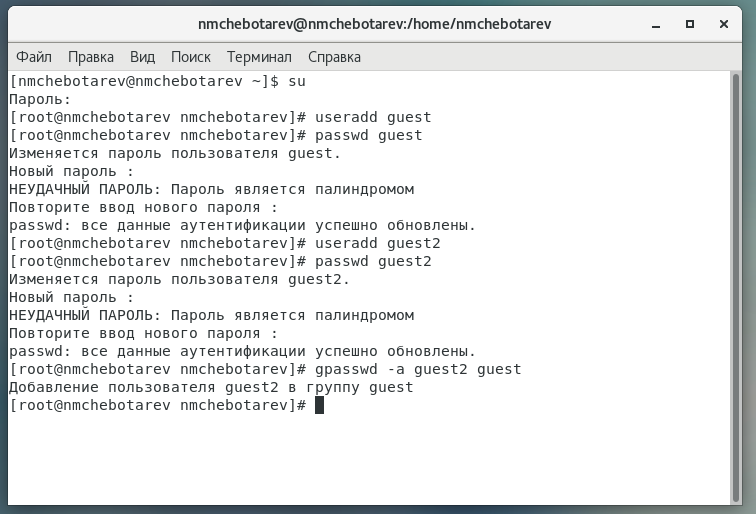 nmchebotarev@nmchebotarev:/home/nmchebotarev
Файл Правка Вид Поиск Терминал Справка
[nmchebotarev@nmchebotarev ~]$ su
Пароль:
[root@nmchebotarev nmchebotarev]# useradd guest
[root@nmchebotarev nmchebotarev]# passwd guest
Изменяется пароль пользователя guest.
Новый пароль :
НЕУДАЧНЫЙ ПАРОЛЬ: Пароль является палиндромом
Повторите ввод нового пароля :
passwd: все данные аутентификации успешно обновлены.
[root@nmchebotarev nmchebotarev]# useradd guest2
[root@nmchebotarev nmchebotarev]# passwd guest2
Изменяется пароль пользователя guest2.
Новый пароль :
НЕУДАЧНЫЙ ПАРОЛЬ: Пароль является палиндромом
Повторите ввод нового пароля :
passwd: все данные аутентификации успешно обновлены.
[root@nmchebotarev nmchebotarev]# gpasswd -a guest2 guest
Добавление пользователя guest2 в группу guest
[root@nmchebotarev nmchebotarev]#